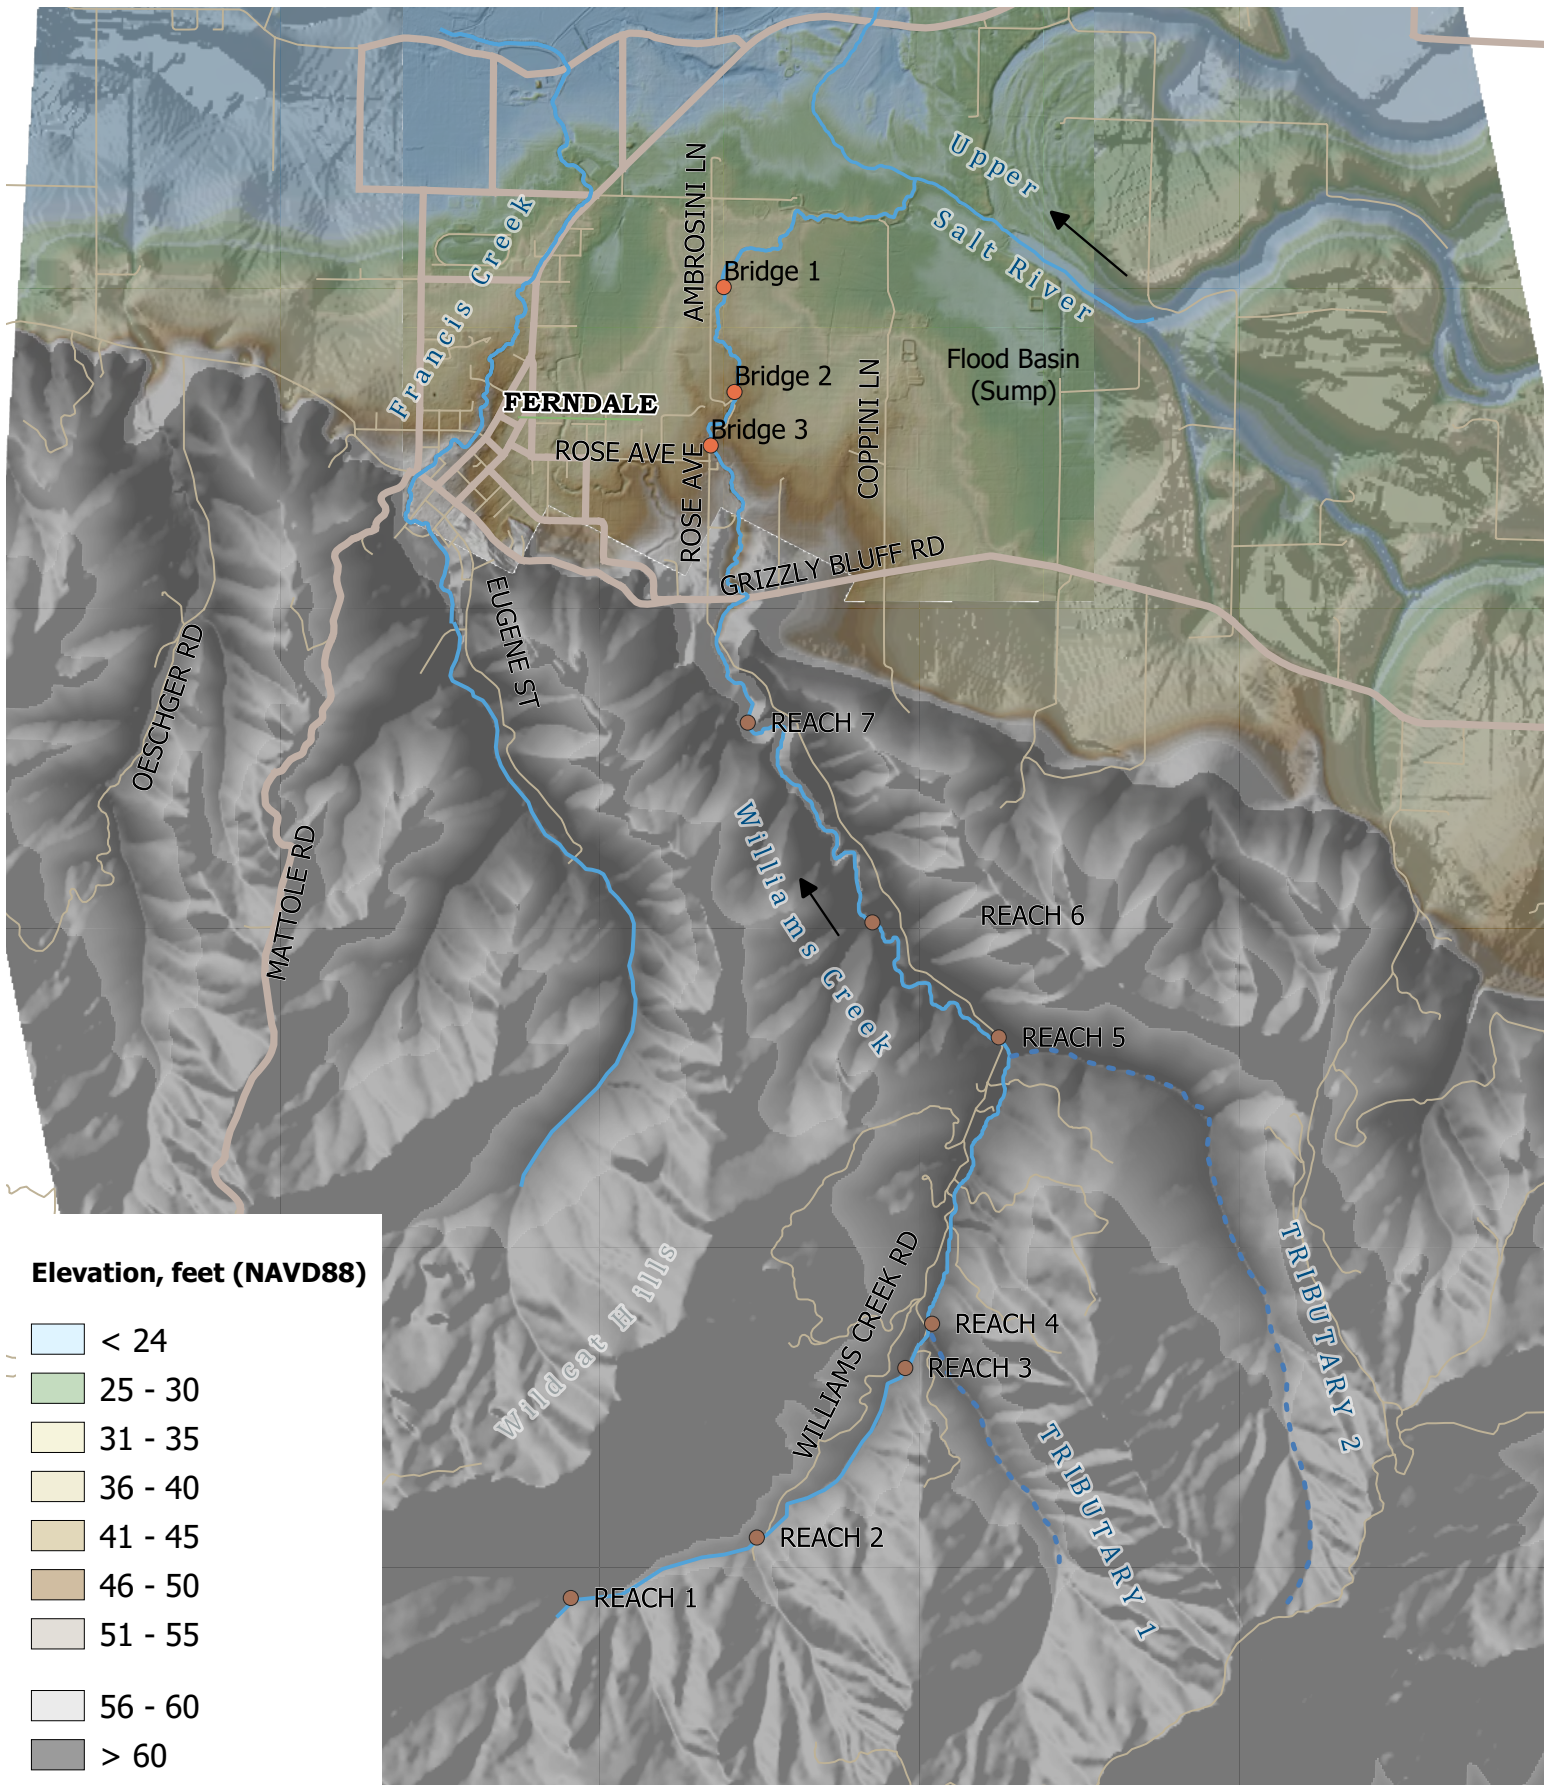 Upper
Salt River
Francis Creek
AMBROSINI LN
Bridge 1
Bridge 2
Bridge 3
Flood Basin
(Sump)
COPPINI LN
FERNDALE
ROSE AVE
ROSE AVE
GRIZZLY BLUFF RD
EUGENE ST
OESCHGER RD
MATTOLE RD
REACH 7
Williams Creek
REACH 6
REACH 5
WILLIAMS CREEK RD
Wildcat Hills
REACH 4
REACH 3
TRIBUTARY 2
TRIBUTARY 1
REACH 2
REACH 1
Elevation, feet (NAVD88)
< 24
25 - 30
31 - 35
36 - 40
41 - 45
46 - 50
51 - 55
56 - 60
> 60